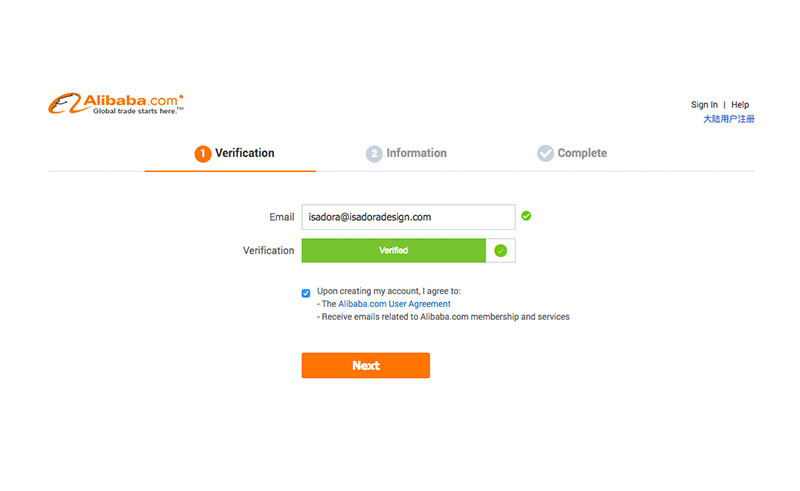 Alibaba.com®
Global trade starts here.™
Sign In | Help
大陆用户注册
1 Verification
2 Information
Complete
Email isadora@isadoradesign.com
Verification Verified
Upon creating my account, I agree to:
- The Alibaba.com User Agreement
- Receive emails related to Alibaba.com membership and services
Next